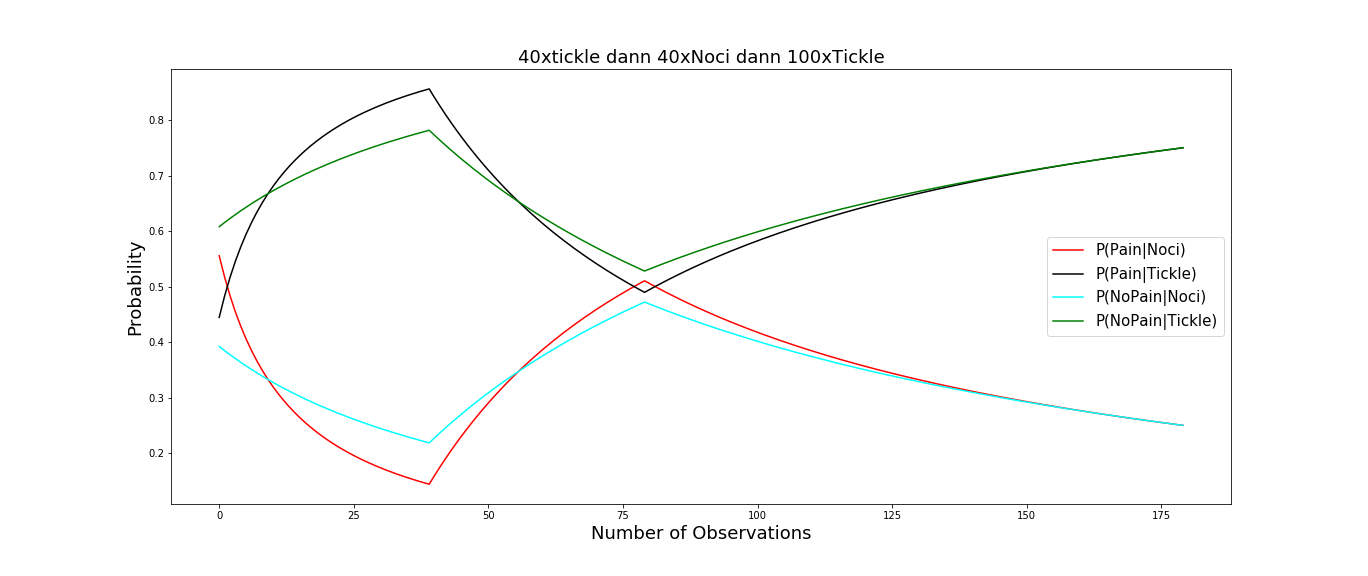 40xtickle dann 40xNoci dann 100xTickle
Probability
0.8
0.7
0.6
0.5
0.4
0.3
0.2
P(Pain|Noci)
P(Pain|Tickle)
P(NoPain|Noci)
P(NoPain|Tickle)
0 25 50 75 100 125 150 175
Number of Observations